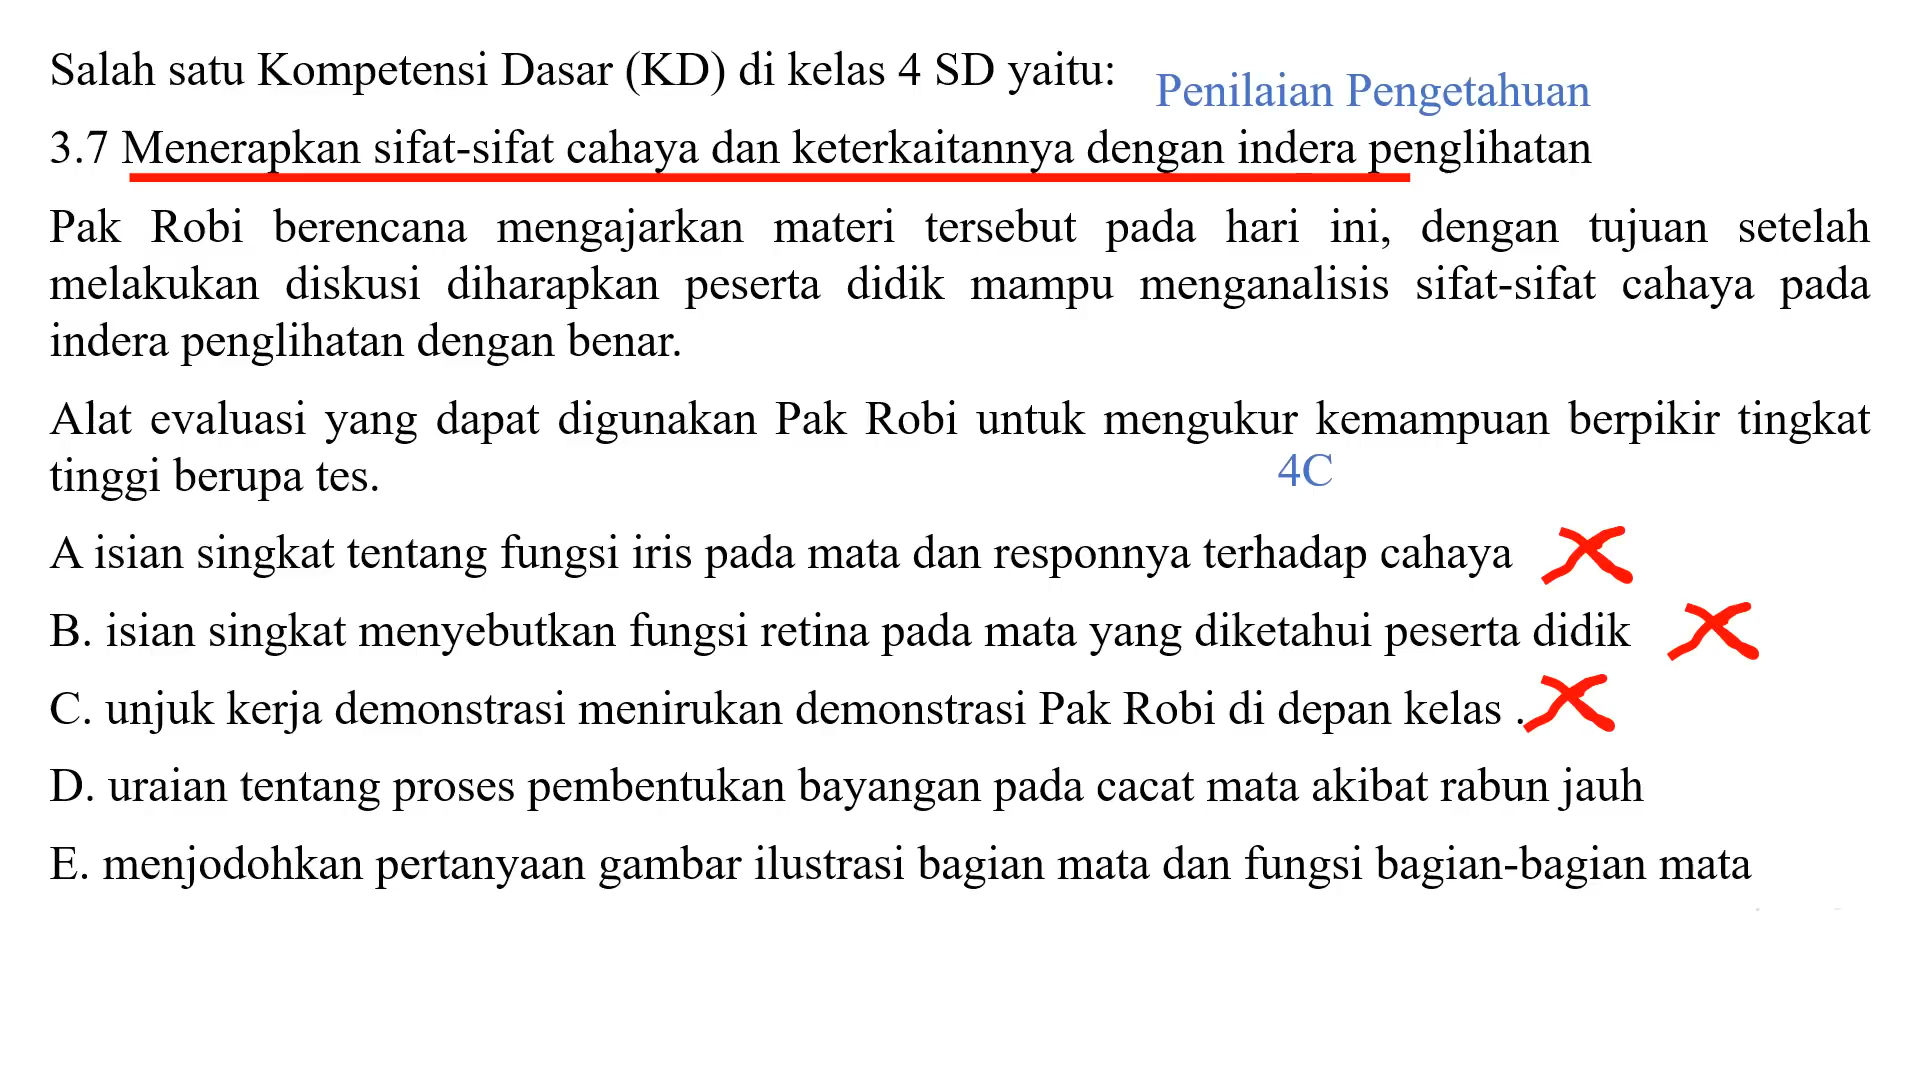 Salah satu Kompetensi Dasar (KD) di kelas 4 SD yaitu:
Penilaian Pengetahuan
3.7 Menerapkan sifat-sifat cahaya dan keterkaitannya dengan indera penglihatan
Pak Robi berencana mengajarkan materi tersebut pada hari ini, dengan tujuan setelah
melakukan diskusi diharapkan peserta didik mampu menganalisis sifat-sifat cahaya pada
indera penglihatan dengan benar.
Alat evaluasi yang dapat digunakan Pak Robi untuk mengukur kemampuan berpikir tingkat
tinggi berupa tes.
4C
A isian singkat tentang fungsi iris pada mata dan responnya terhadap cahaya
B. isian singkat menyebutkan fungsi retina pada mata yang diketahui peserta didik
C. unjuk kerja demonstrasi menirukan demonstrasi Pak Robi di depan kelas .
D. uraian tentang proses pembentukan bayangan pada cacat mata akibat rabun jauh
E. menjodohkan pertanyaan gambar ilustrasi bagian mata dan fungsi bagian-bagian mata